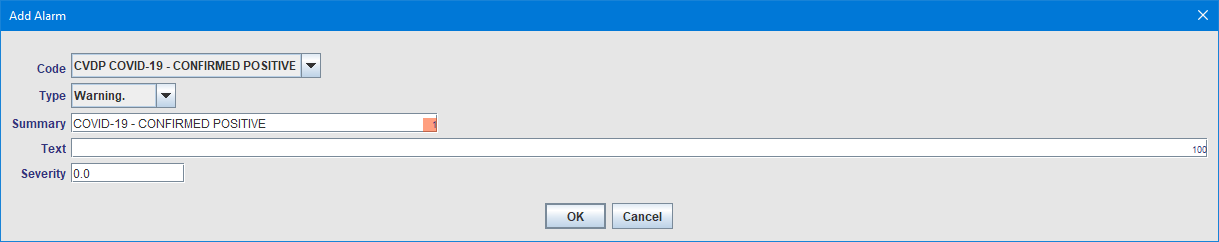 Add Alarm
Code CVDP COVID-19 - CONFIRMED POSITIVE
Type Warning.
Summary COVID-19 - CONFIRMED POSITIVE 1
Text 100
Severity 0.0
OK Cancel